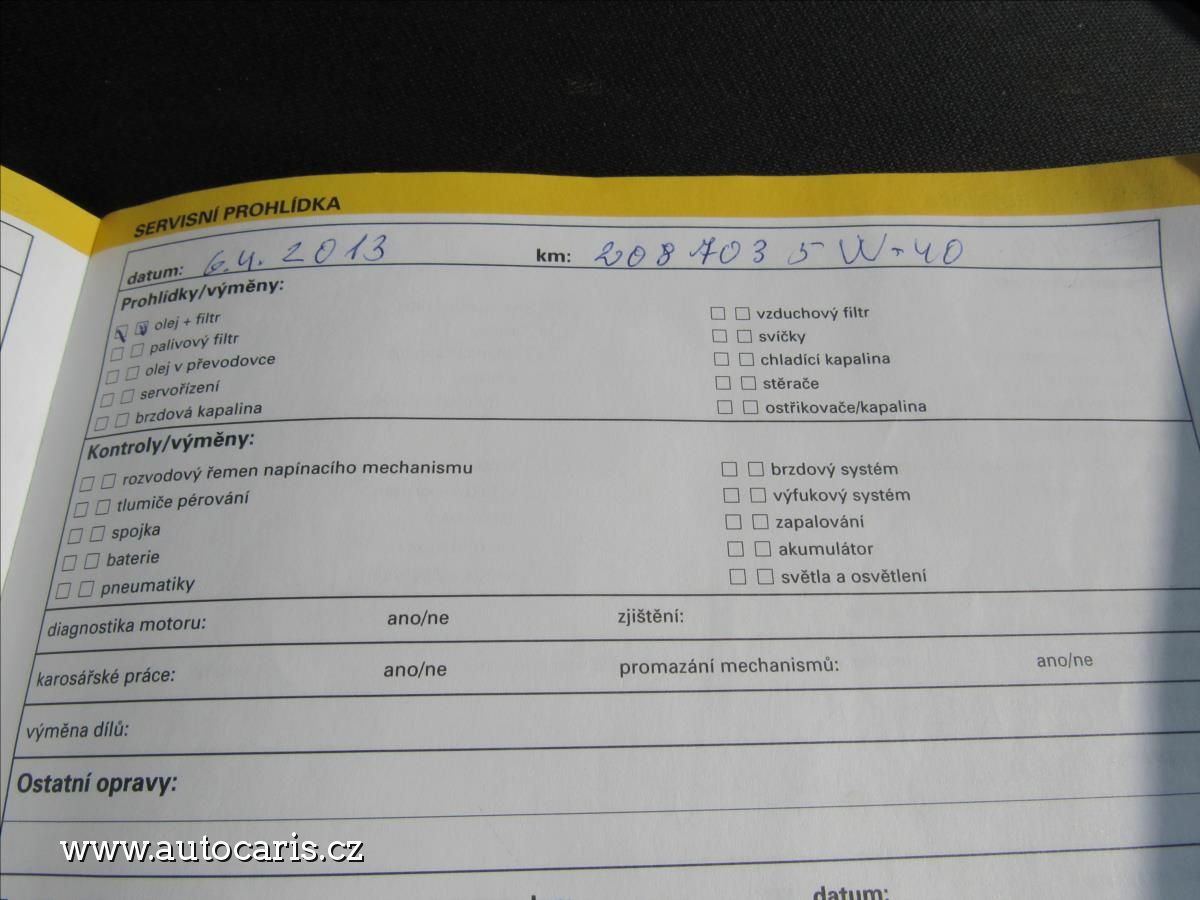 SERVISNÍ PROHLÍDKA
datum: 6.4. 2013 km: 208 703 5 W-40
Prohlídky/výměny:
olej + filtr vzduchový filtr
palivový filtr svíčky
olej v převodovce chladící kapalina
servořízení stěrače
brzdová kapalina ostřikovače/kapalina
Kontroly/výměny:
rozvodový řemen napínacího mechanismu brzdový systém
tlumiče pérování výfukový systém
spojka zapalování
baterie akumulátor
pneumatiky světla a osvětlení
diagnostika motoru: ano/ne zjištění:
karosářské práce: ano/ne promazání mechanismů: ano/ne
výměna dílů:
Ostatní opravy:
www.autocaris.cz
datum: